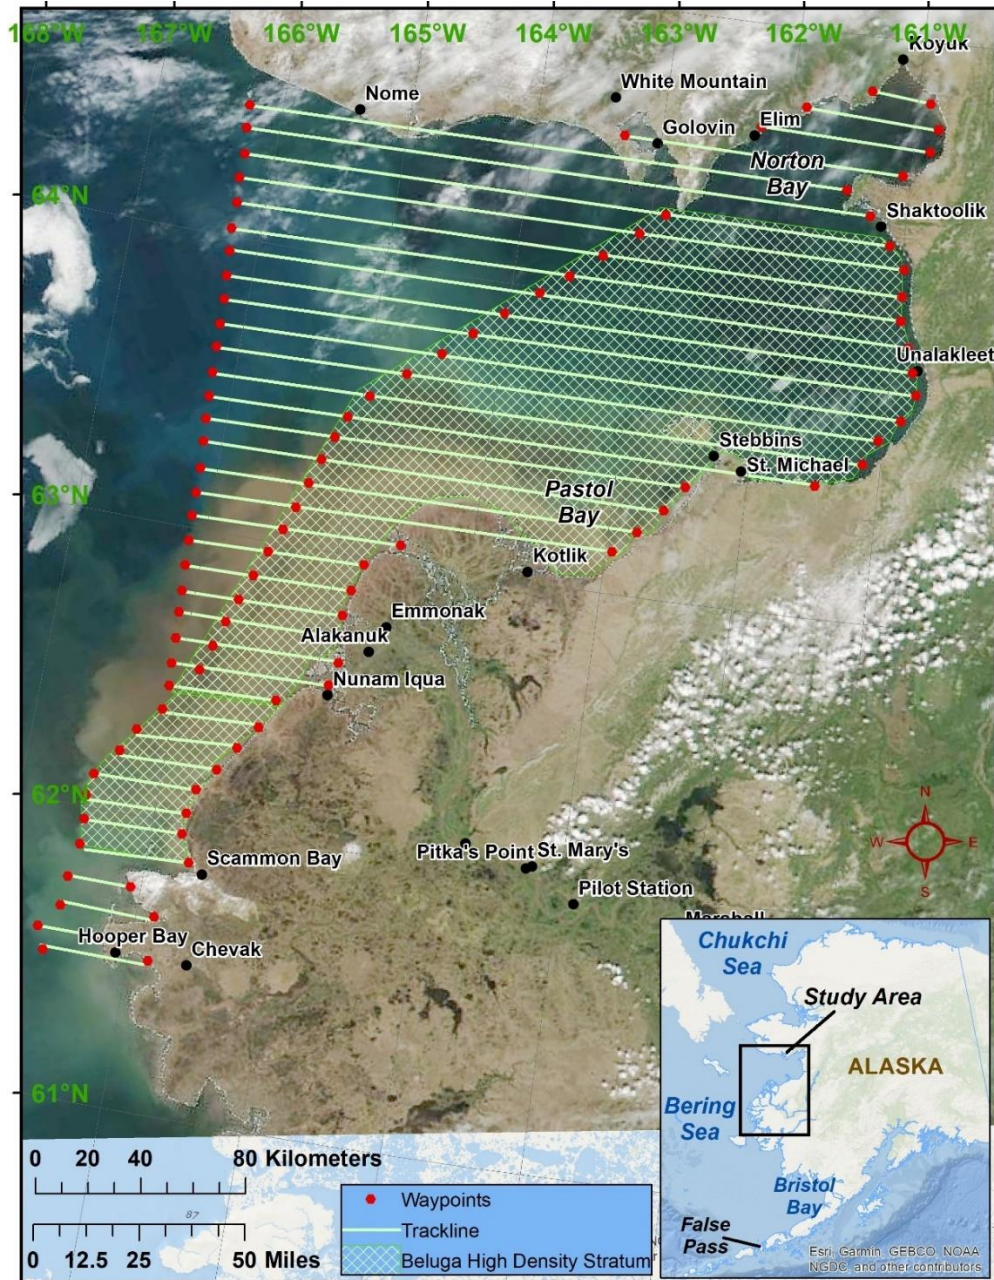 168°W
167°W
166°W
165°W
164°W
163°W
162°W
161°W
Koyuk
White Mountain
Nome
Golovin
Elim
Norton
Bay
64°N
Shaktoolik
Unalakleet
Stebbins
St. Michael
63°N
Pastol
Bay
Kotlik
Emmonak
Alakanuk
Nunam Iqua
62°N
N
W
E
S
Scammon Bay
Pitka's Point
St. Mary's
Pilot Station
Marshall
Hooper Bay
Chevak
61°N
Chukchi
Sea
Study Area
ALASKA
Bering
Sea
Bristol
Bay
False
Pass
Esri, Garmin, GEBCO, NOAA
NGDC, and other contributors
0 20 40 80 Kilometers
87
0 12.5 25 50 Miles
Waypoints
Trackline
Beluga High Density Stratum